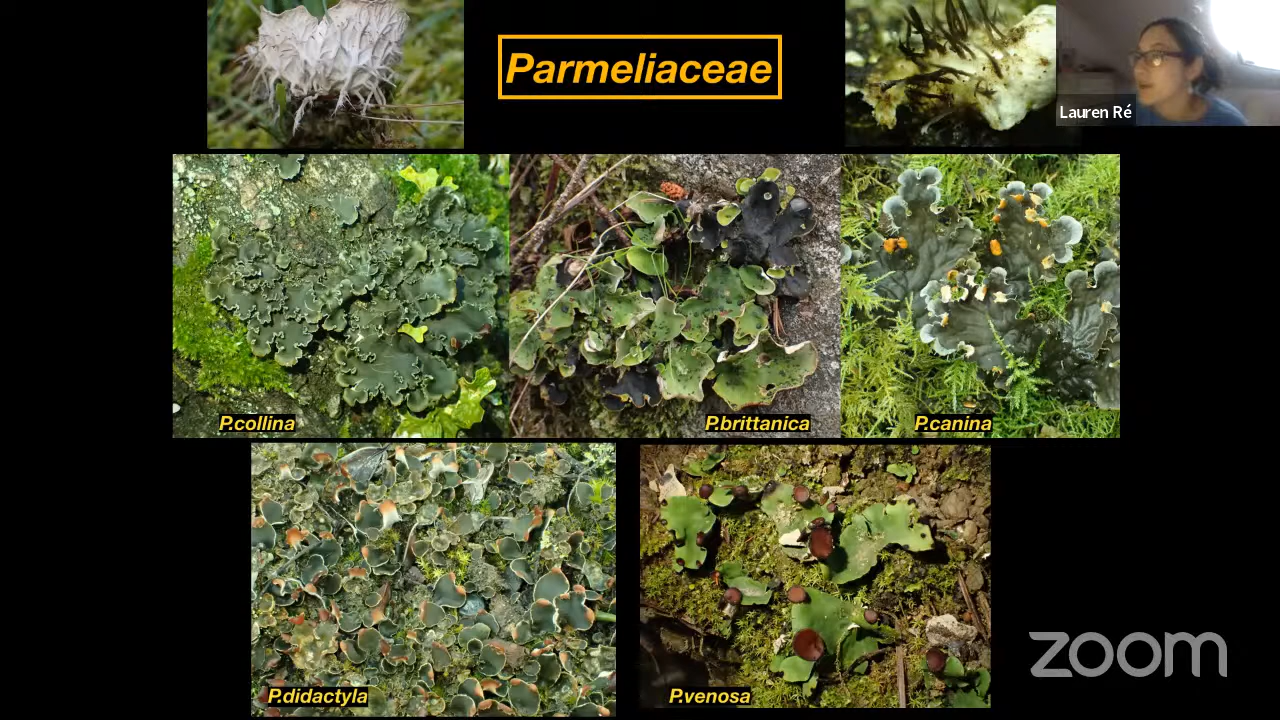 Parmeliaceae
Lauren Ré
P.collina
P.brittanica
P.canina
P.didactyla
P.venosa
zoom